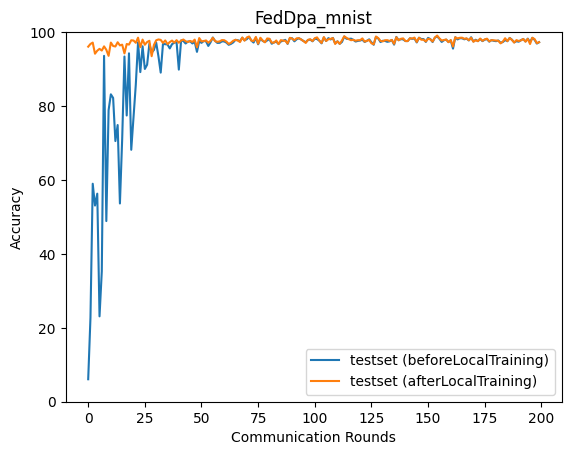 FedDpa_mnist
100
80
60
40
20
0
Accuracy
testset (beforeLocalTraining)
testset (afterLocalTraining)
0 25 50 75 100 125 150 175 200
Communication Rounds